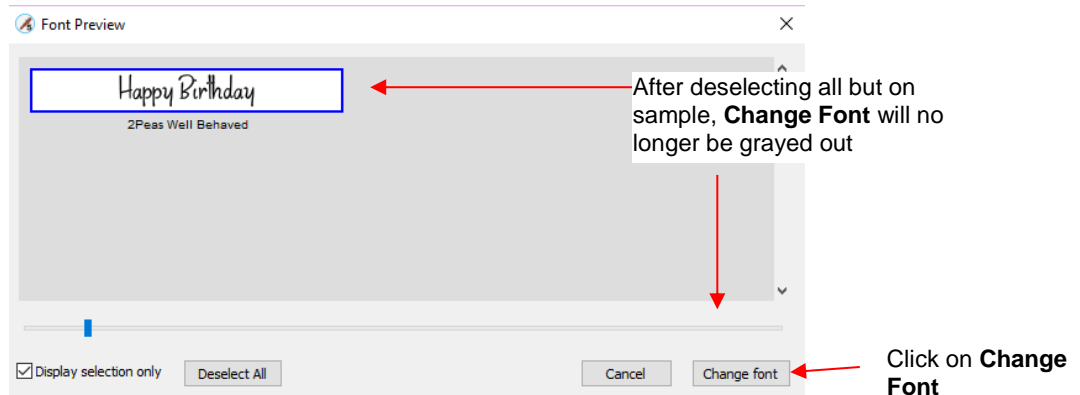 Font Preview
Happy Birthday
2Peas Well Behaved
After deselecting all but on
sample, Change Font will no
longer be grayed out
Display selection only
Deselect All
Cancel
Change font
Click on Change
Font